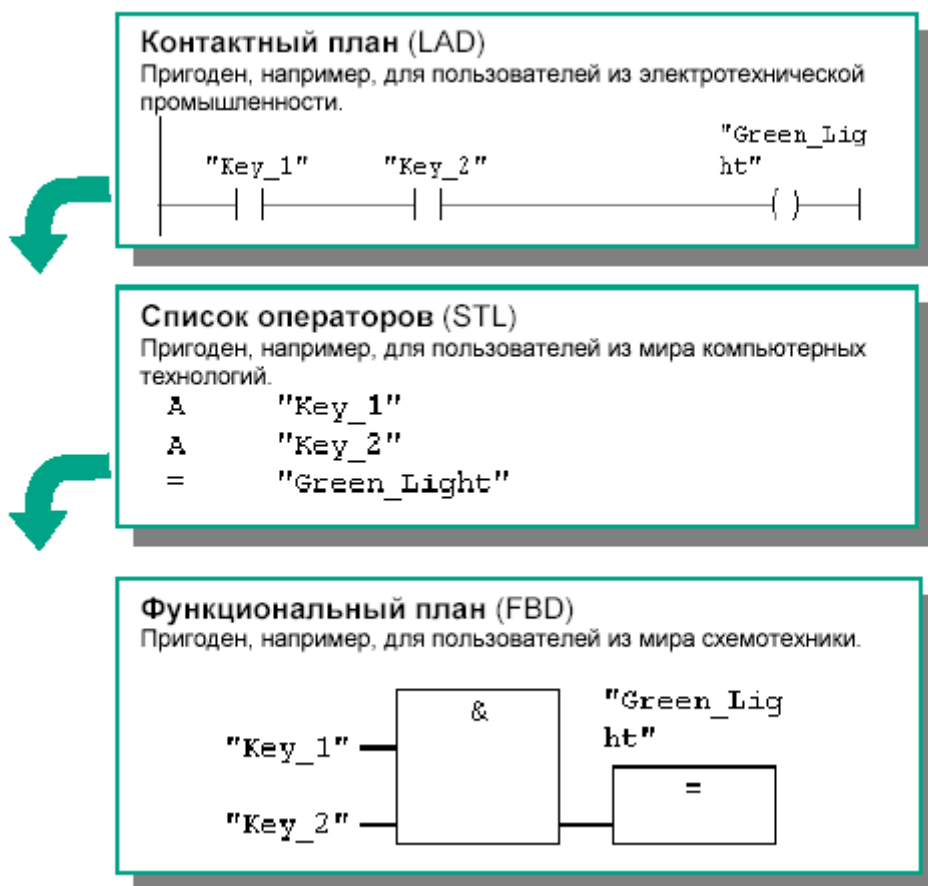 Контактный план (LAD)
Пригоден, например, для пользователей из электротехнической
промышленности.
"Green_Lig
"Key_1" "Key_2" ht"
( )
Список операторов (STL)
Пригоден, например, для пользователей из мира компьютерных
технологий.
A "Key_1"
A "Key_2"
= "Green_Light"
Функциональный план (FBD)
Пригоден, например, для пользователей из мира схемотехники.
& "Green_Lig
"Key_1" ht"
=
"Key_2"